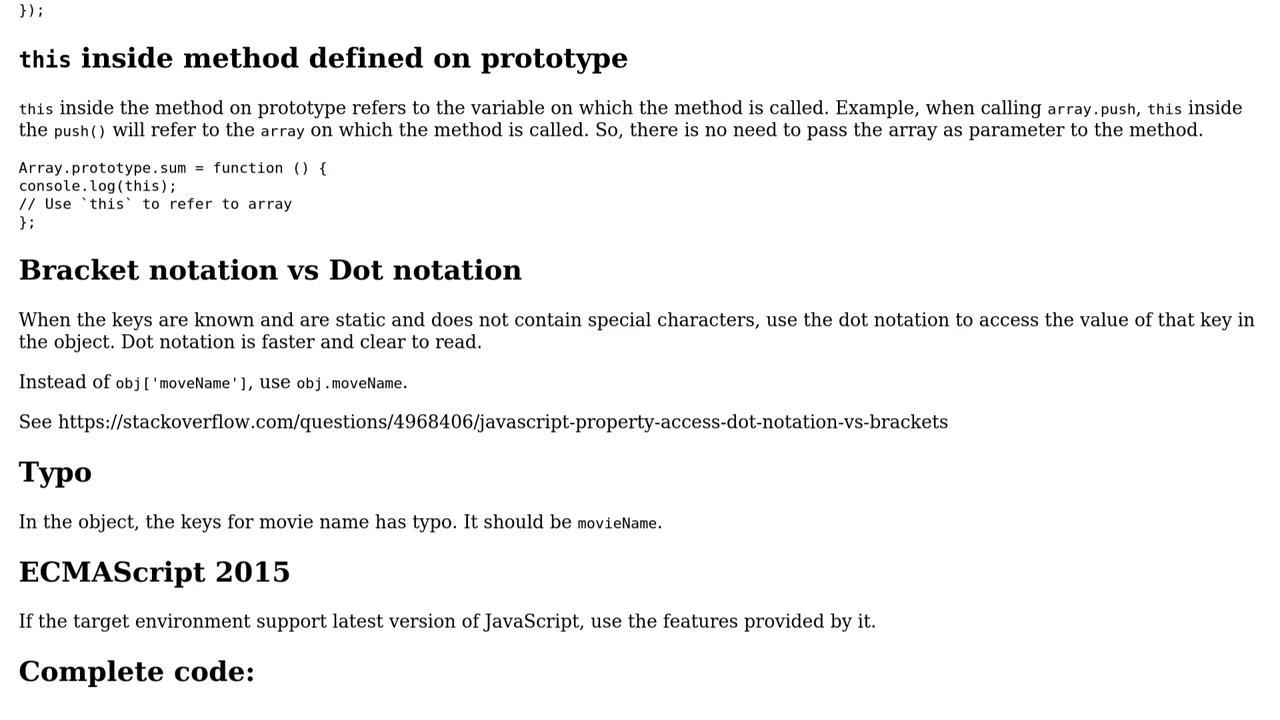 });
this inside method defined on prototype
this inside the method on prototype refers to the variable on which the method is called. Example, when calling array.push, this inside
the push() will refer to the array on which the method is called. So, there is no need to pass the array as parameter to the method.
Array.prototype.sum = function () {
console.log(this);
// Use `this` to refer to array
};
Bracket notation vs Dot notation
When the keys are known and are static and does not contain special characters, use the dot notation to access the value of that key in
the object. Dot notation is faster and clear to read.
Instead of obj['moveName'], use obj.moveName.
See https://stackoverflow.com/questions/4968406/javascript-property-access-dot-notation-vs-brackets
Typo
In the object, the keys for movie name has typo. It should be movieName.
ECMAScript 2015
If the target environment support latest version of JavaScript, use the features provided by it.
Complete code: